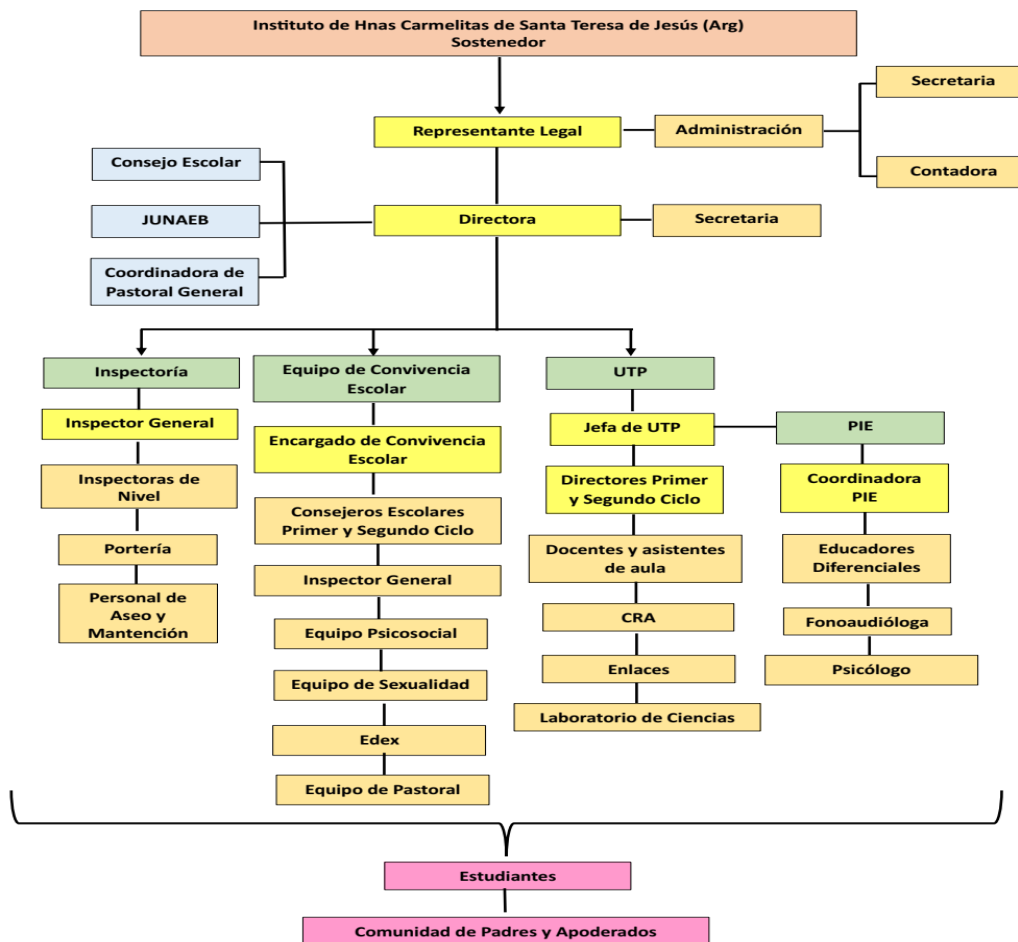 Instituto de Hnas Carmelitas de Santa Teresa de Jesús (Arg)
Sostenedor
Secretaria
Representante Legal
Administración
Consejo Escolar
Contadora
JUNAEB
Directora
Secretaria
Coordinadora de
Pastoral General
Inspectoría
Equipo de Convivencia
Escolar
UTP
Inspector General
Encargado de Convivencia
Escolar
Jefa de UTP
PIE
Inspectoras de
Nivel
Consejeros Escolares
Primer y Segundo Ciclo
Directores Primer
y Segundo Ciclo
Coordinadora
PIE
Portería
Inspector General
Docentes y asistentes
de aula
Educadores
Diferenciales
Personal de
Aseo y
Mantención
Equipo Psicosocial
CRA
Fonoaudióloga
Equipo de Sexualidad
Enlaces
Psicólogo
Edex
Laboratorio de Ciencias
Equipo de Pastoral
Estudiantes
Comunidad de Padres y Apoderados